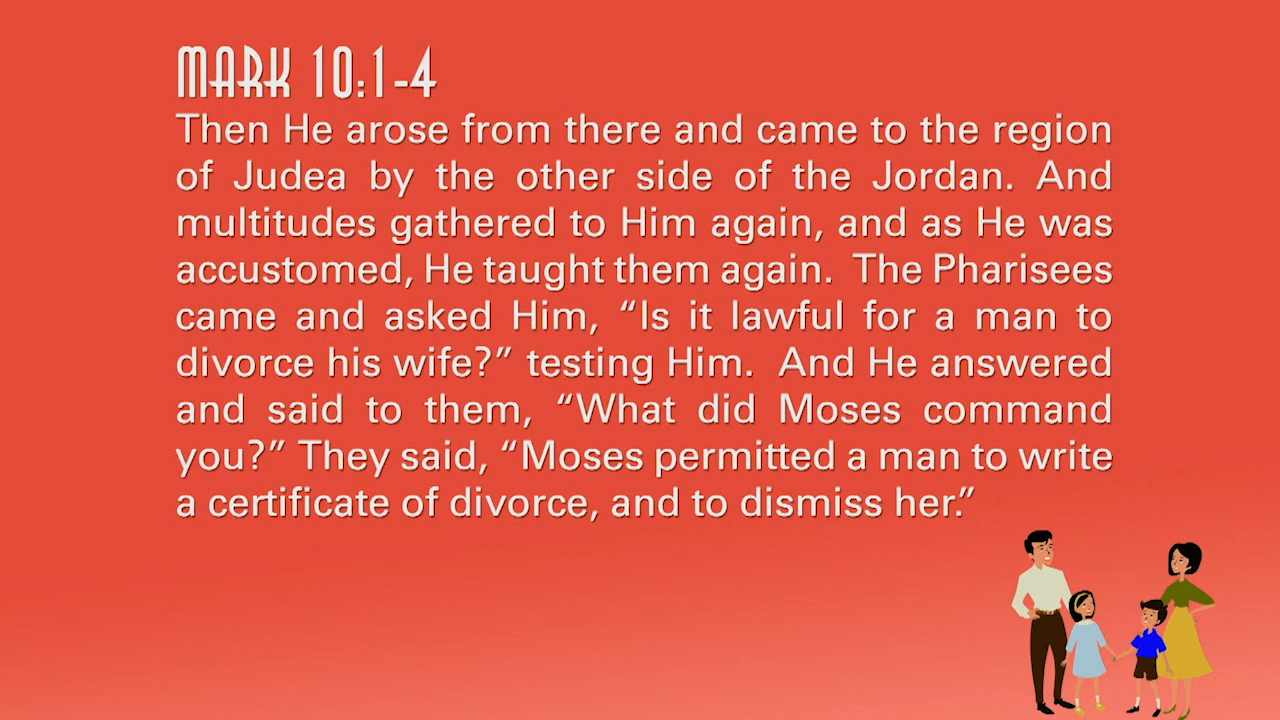 MARK 10:1-4
Then He arose from there and came to the region
of Judea by the other side of the Jordan. And
multitudes gathered to Him again, and as He was
accustomed, He taught them again.  The Pharisees
came and asked Him, “Is it lawful for a man to
divorce his wife?” testing Him.  And He answered
and said to them, “What did Moses command
you?” They said, “Moses permitted a man to write
a certificate of divorce, and to dismiss her.”